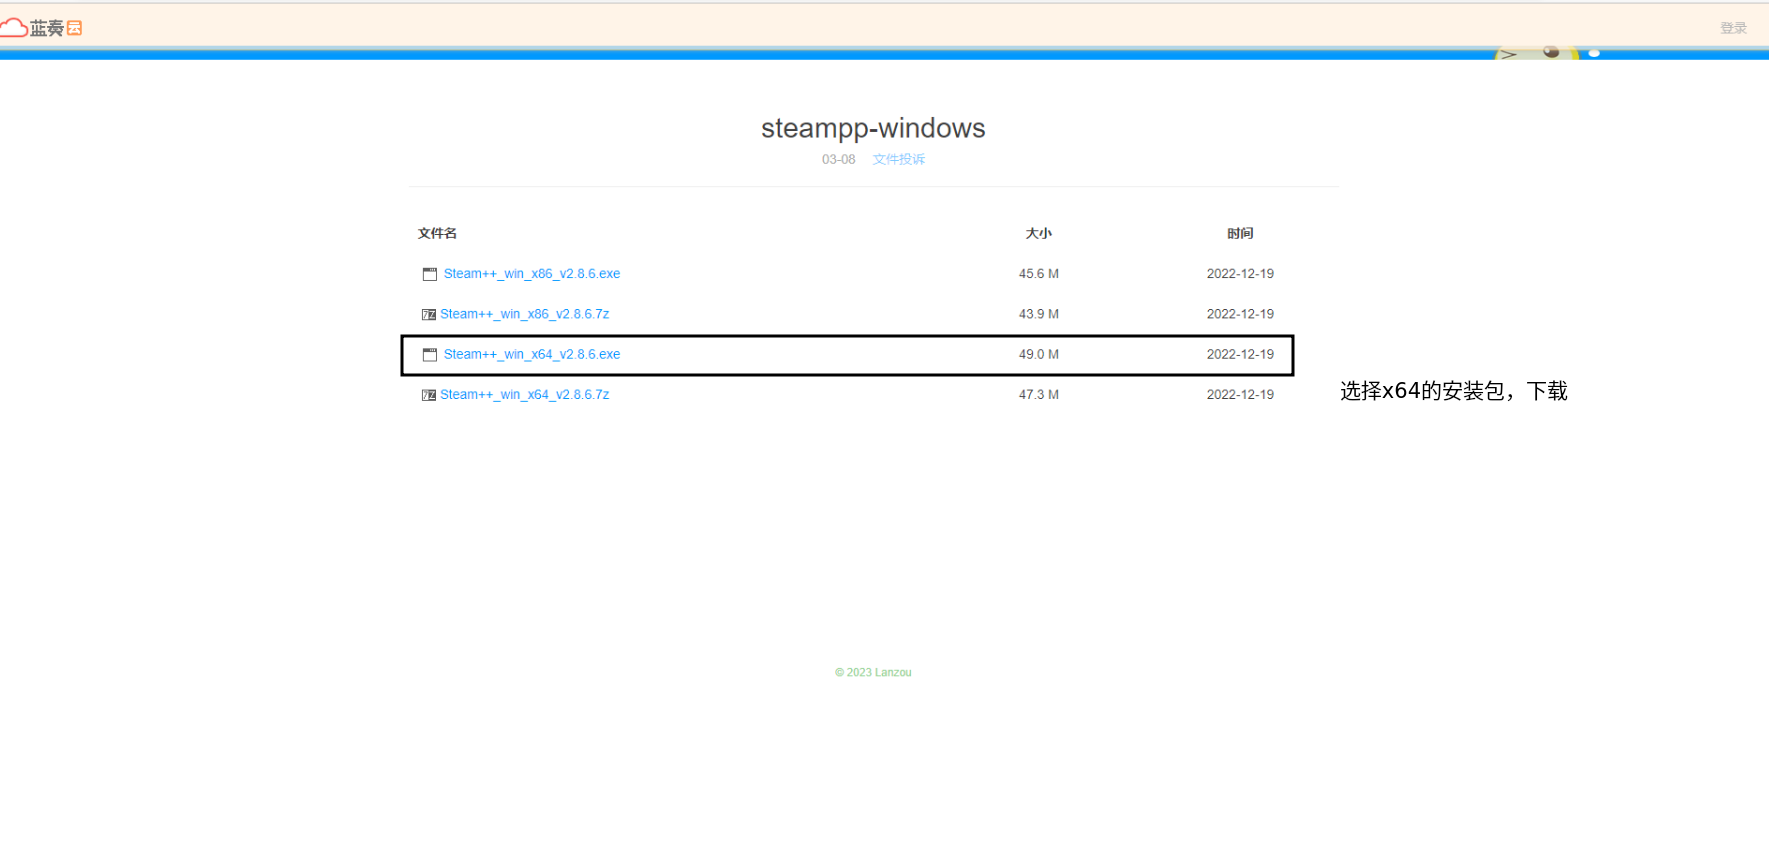 蓝奏云
登录
steampp-windows
03-08 文件投诉
文件名 大小 时间
Steam++_win_x86_v2.8.6.exe 45.6 M 2022-12-19
Steam++_win_x86_v2.8.6.7z 43.9 M 2022-12-19
Steam++_win_x64_v2.8.6.exe 49.0 M 2022-12-19
Steam++_win_x64_v2.8.6.7z 47.3 M 2022-12-19
选择x64的安装包，下载
© 2023 Lanzou